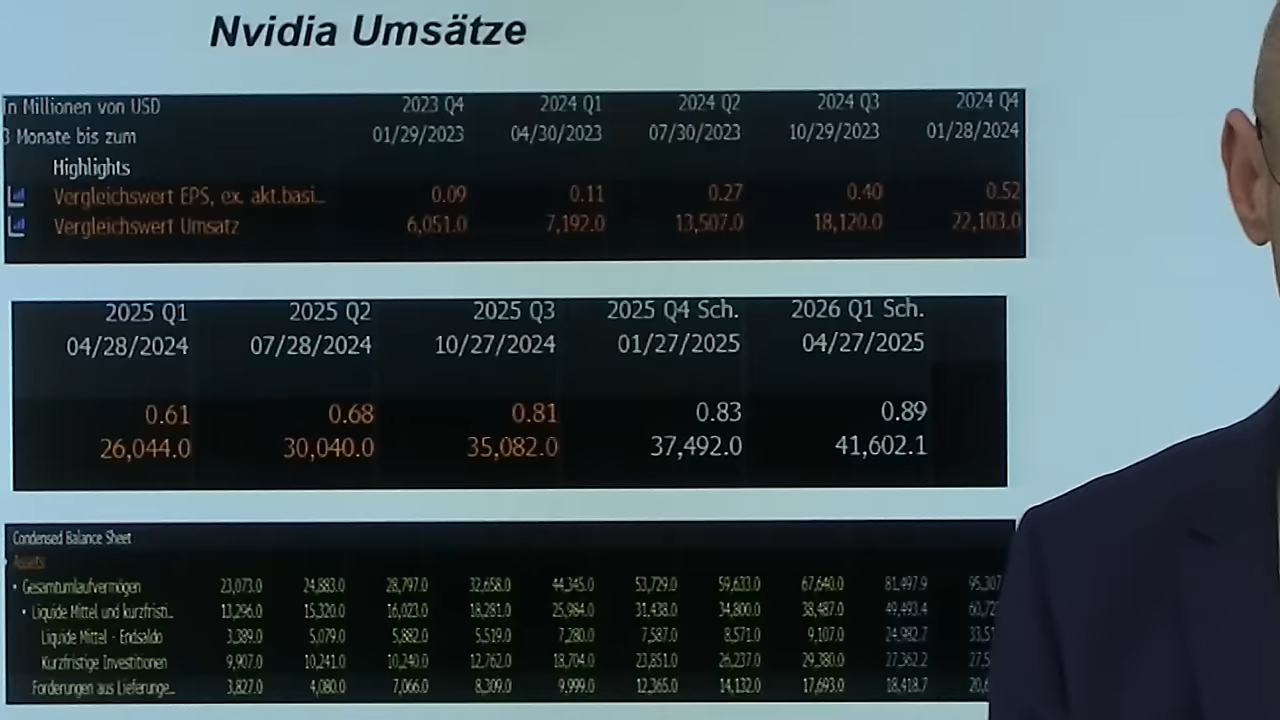 Nvidia Umsätze
In Millionen von USD 2023 Q4 2024 Q1 2024 Q2 2024 Q3 2024 Q4
3 Monate bis zum 01/29/2023 04/30/2023 07/30/2023 10/29/2023 01/28/2024
Highlights
Vergleichswert EPS, ex. akt.basi… 0.09 0.11 0.27 0.40 0.52
Vergleichswert Umsatz 6,051.0 7,192.0 13,507.0 18,120.0 22,103.0
2025 Q1 2025 Q2 2025 Q3 2025 Q4 Sch. 2026 Q1 Sch.
04/28/2024 07/28/2024 10/27/2024 01/27/2025 04/27/2025
0.61 0.68 0.81 0.83 0.89
26,044.0 30,040.0 35,082.0 37,492.0 41,602.1
Condensed Balance Sheet
Assets
Gesamtumlaufvermögen 23,073.0 24,883.0 28,797.0 32,658.0 44,345.0 53,729.0 59,633.0 67,640.0 81,497.9 95,307
Liquide Mittel und kurzfristi… 13,296.0 15,320.0 16,023.0 18,281.0 25,984.0 31,438.0 34,800.0 38,487.0 49,493.4 60,72
Liquide Mittel - Endsaldo 3,389.0 5,079.0 5,882.0 5,519.0 7,280.0 7,587.0 8,571.0 9,107.0 24,982.7 33,51
Kurzfristige Investitionen 9,907.0 10,241.0 10,240.0 12,762.0 18,704.0 23,851.0 26,237.0 29,380.0 27,362.2 27,5
Forderungen aus Lieferunge… 3,827.0 4,080.0 7,066.0 8,309.0 9,999.0 12,365.0 14,132.0 17,693.0 18,418.7 20,6